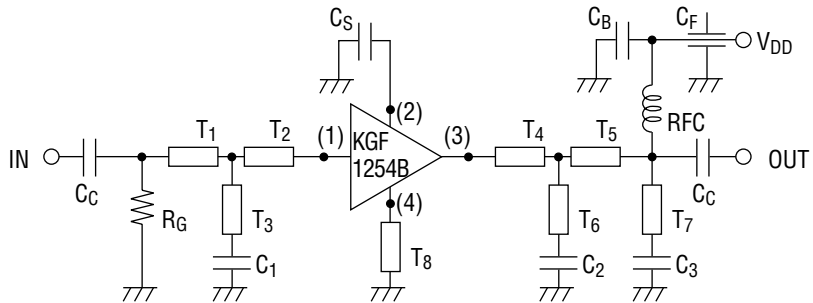 C_S
C_B
C_F
V_DD
(2)
RFC
T_1
T_2
(1)
KGF
1254B
(3)
T_4
T_5
IN
OUT
C_C
R_G
T_3
(4)
T_6
T_7
C_C
C_1
T_8
C_2
C_3